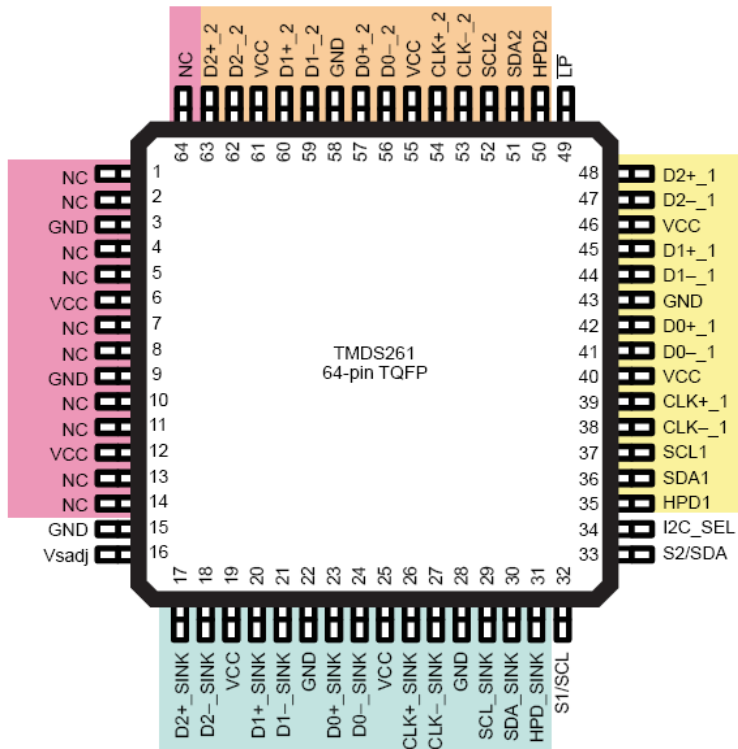 NC
D2+_2
D2–_2
VCC
D1+_2
D1–_2
GND
D0+_2
D0–_2
VCC
CLK+_2
CLK–_2
SCL2
SDA2
HPD2
LP
64
63
62
61
60
59
58
57
56
55
54
53
52
51
50
49
NC 1
NC 2
GND 3
NC 4
NC 5
VCC 6
NC 7
NC 8
GND 9
NC 10
NC 11
VCC 12
NC 13
NC 14
GND 15
Vsadj 16
TMDS261
64-pin TQFP
48 D2+_1
47 D2–_1
46 VCC
45 D1+_1
44 D1–_1
43 GND
42 D0+_1
41 D0–_1
40 VCC
39 CLK+_1
38 CLK–_1
37 SCL1
36 SDA1
35 HPD1
34 I2C_SEL
33 S2/SDA
17
18
19
20
21
22
23
24
25
26
27
28
29
30
31
32
D2+_SINK
D2–_SINK
VCC
D1+_SINK
D1–_SINK
GND
D0+_SINK
D0–_SINK
VCC
CLK+_SINK
CLK–_SINK
GND
SCL_SINK
SDA_SINK
HPD_SINK
S1/SCL